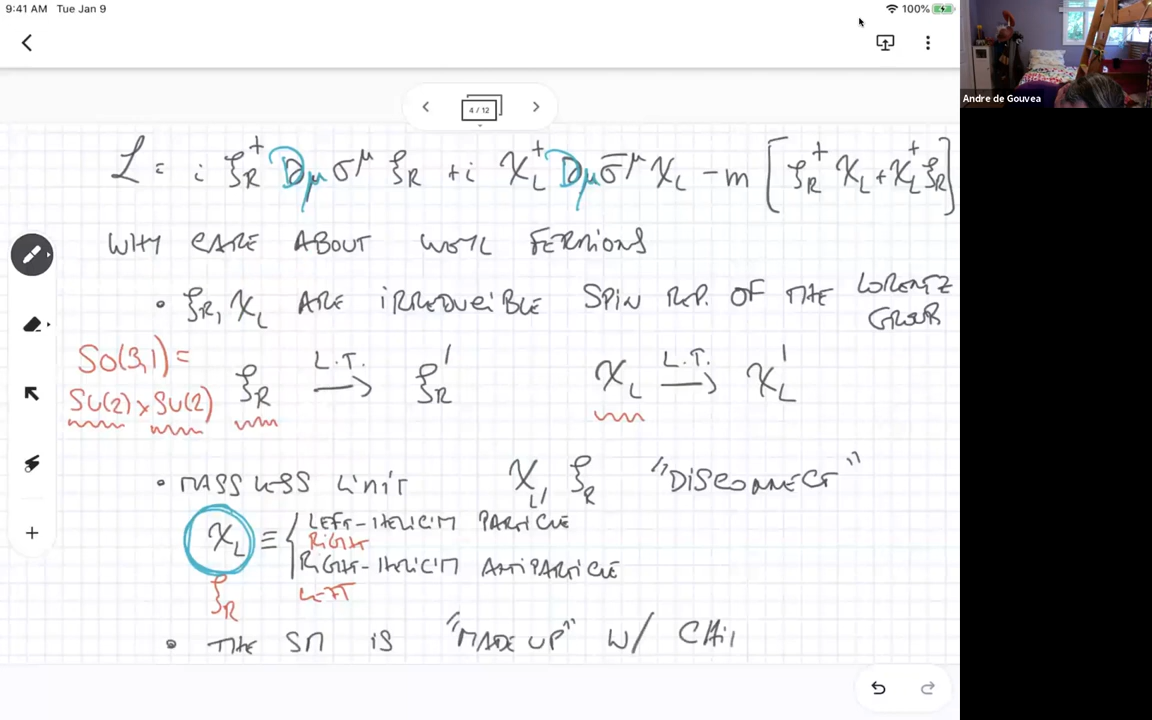 9:41 AM Tue Jan 9
100%
Andre de Gouvea
4 / 12
ℒ = i ξ_R^† D_μ σ^μ ξ_R + i χ_L^† D_μ σ̄^μ χ_L - m [ξ_R^† χ_L + χ_L^† ξ_R]
WHY CARE ABOUT WEYL FERMIONS
• ξ_R, χ_L ARE IRREDUCIBLE SPIN REP. OF THE LORENTZ
GROUP
SO(3,1) =
SU(2) × SU(2)
ξ_R L.T. → ξ_R' χ_L L.T. → χ_L'
• MASSLESS LIMIT χ_L, ξ_R "DISCONNECT"
χ_L ≡ { LEFT-HELICITY PARTICLE
RIGHT
RIGHT-HELICITY ANTIPARTICLE
ξ_R LEFT
• THE SM IS "MADE UP" W/ CHI